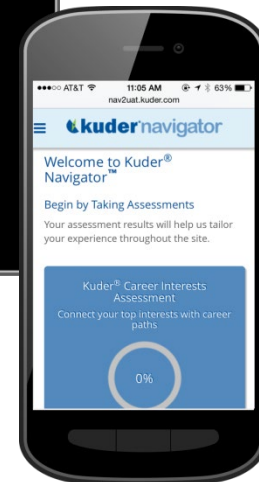 AT&T 11:05 AM 63%
nav2uat.kuder.com
kuder navigator
Welcome to Kuder®
Navigator™
Begin by Taking Assessments
Your assessment results will help us tailor
your experience throughout the site.
Kuder® Career Interests
Assessment
Connect your top interests with career
paths
0%